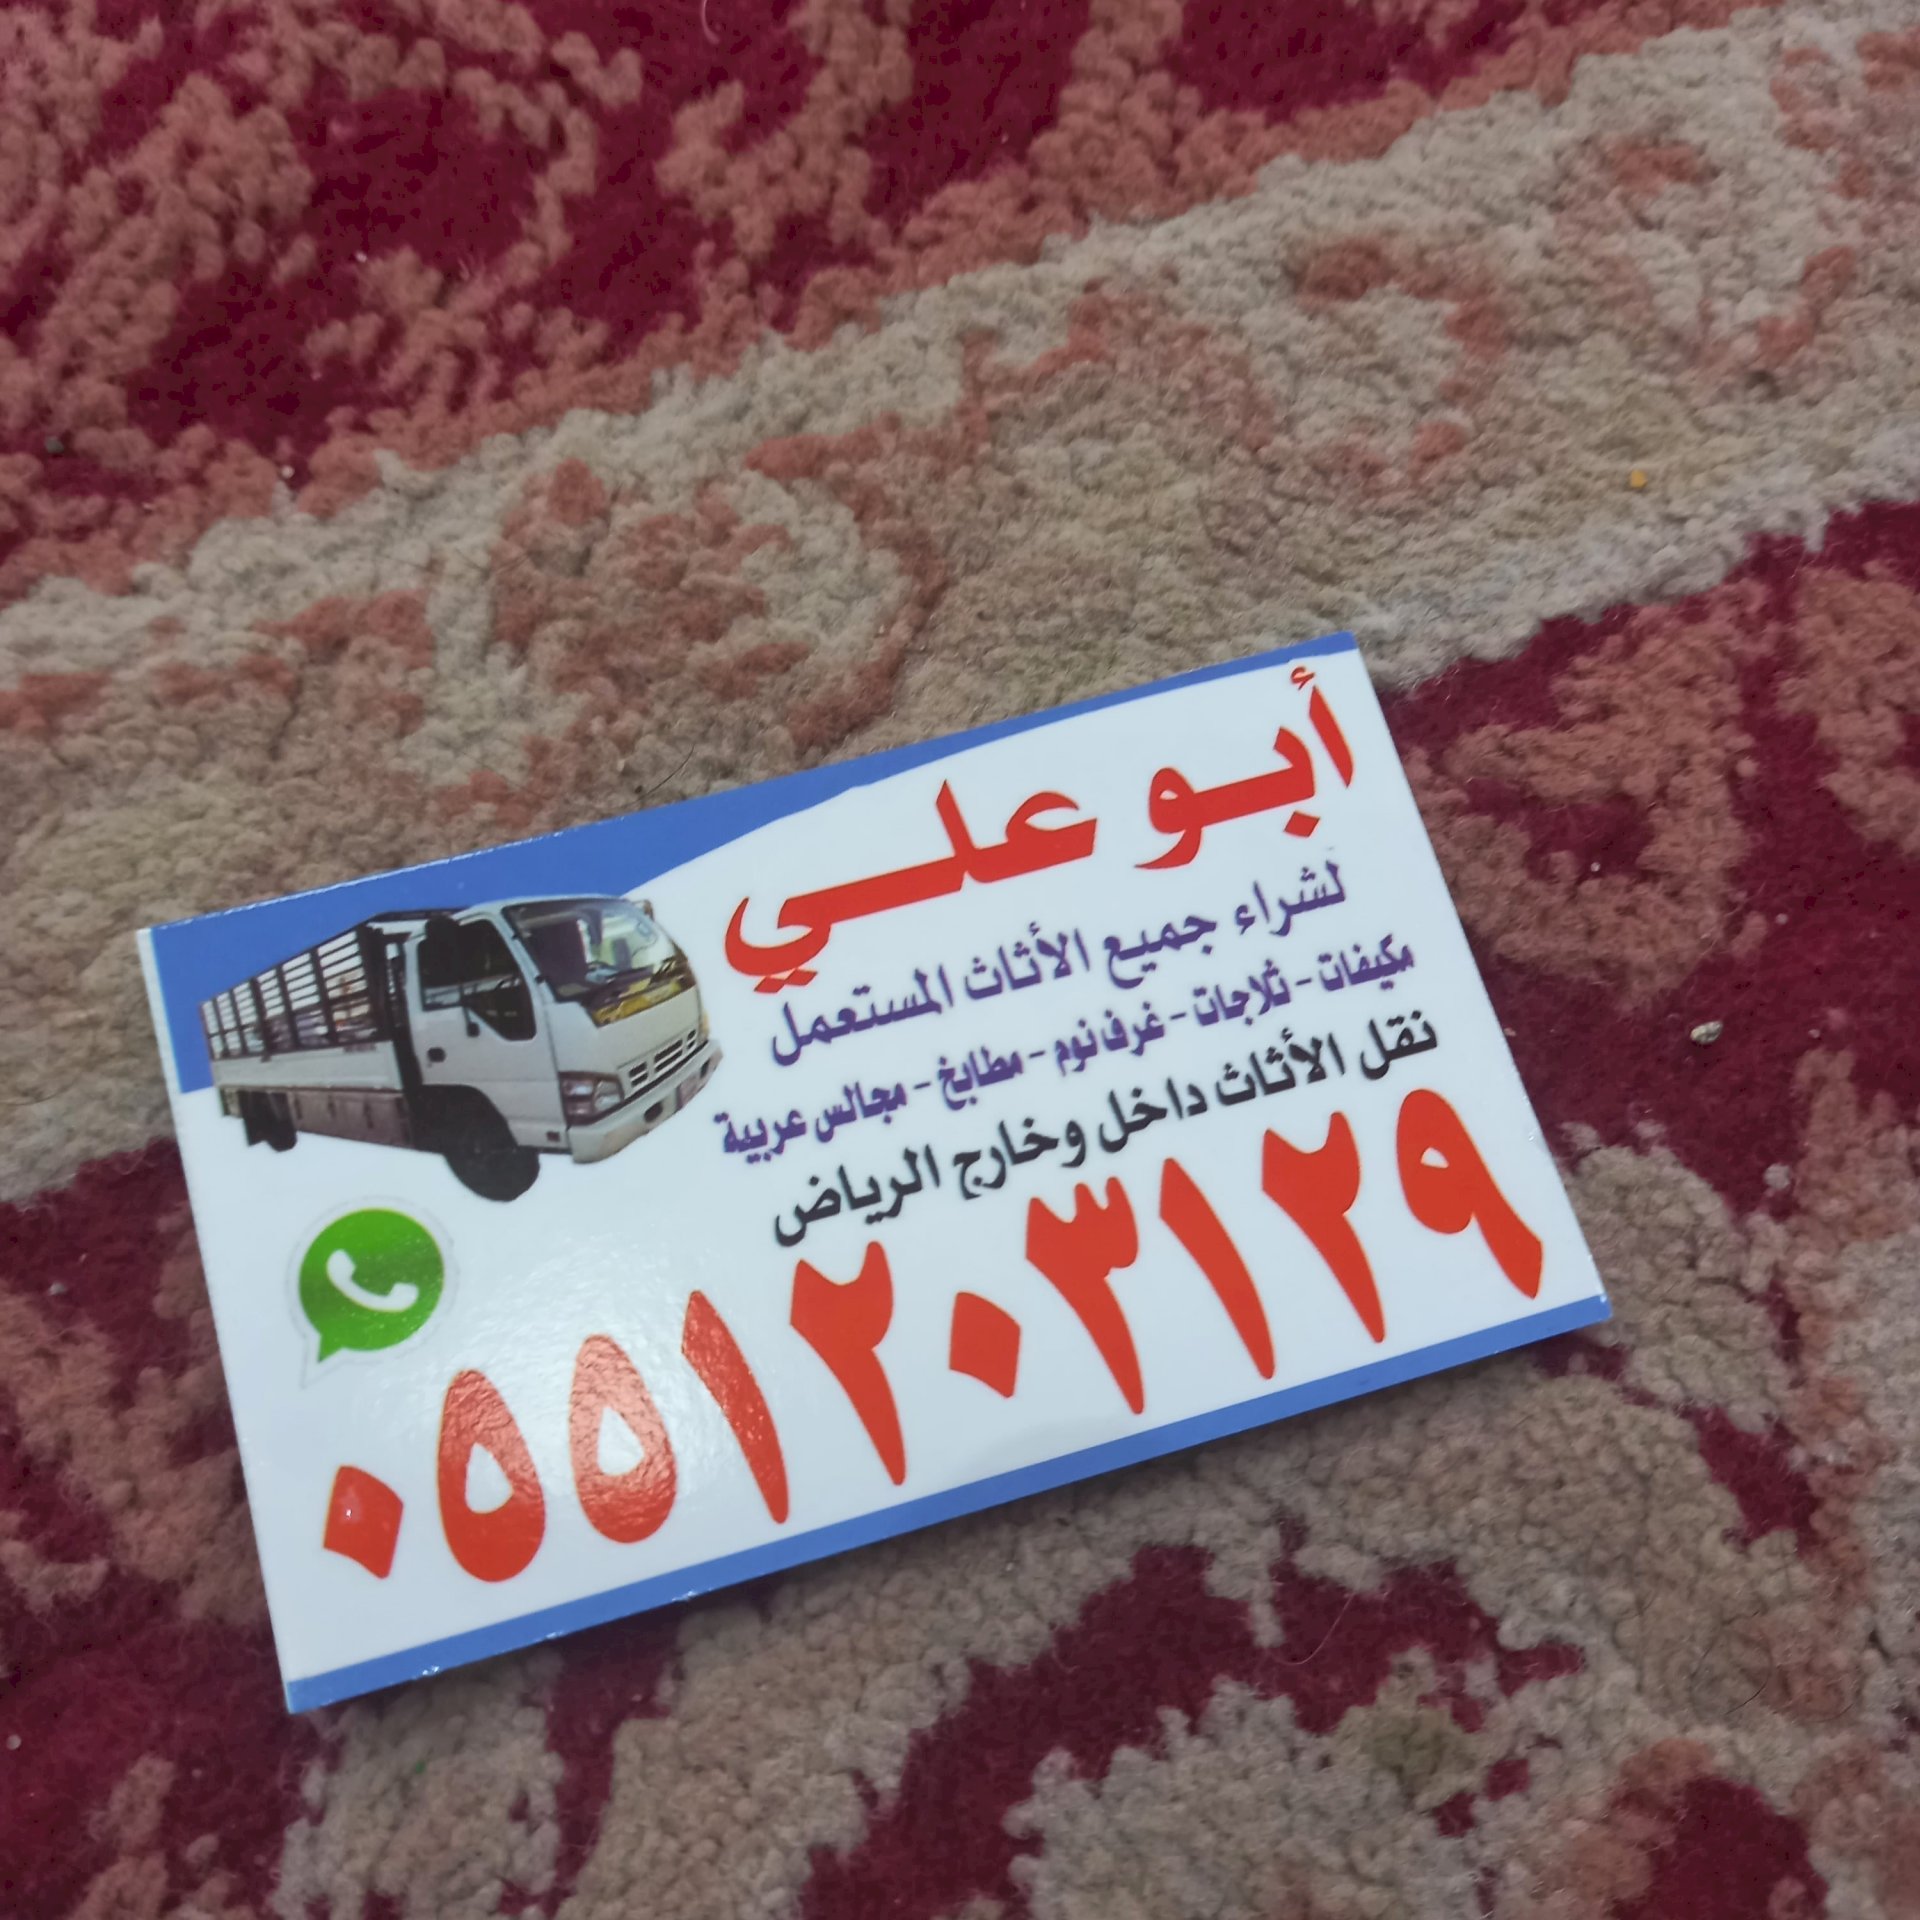 أبو علي
لشراء جميع الأثاث المستعمل
مكيفات - ثلاجات - غرف نوم - مطابخ - مجالس عربية
نقل الأثاث داخل وخارج الرياض
٠٥٥١٢٠٣١٢٩